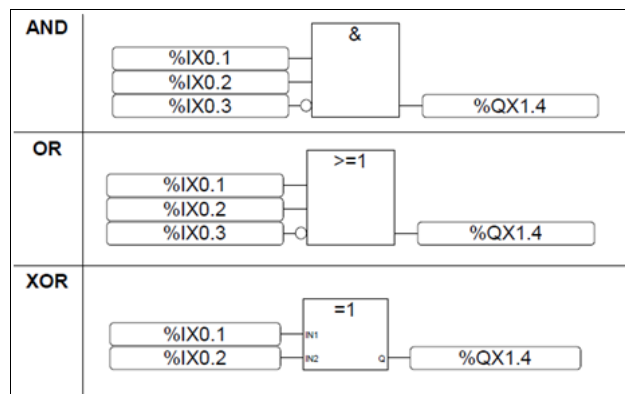 AND
&
%IX0.1
%IX0.2
%IX0.3
%QX1.4
OR
>=1
%IX0.1
%IX0.2
%IX0.3
%QX1.4
XOR
=1
%IX0.1
IN1
%IX0.2
IN2
Q
%QX1.4